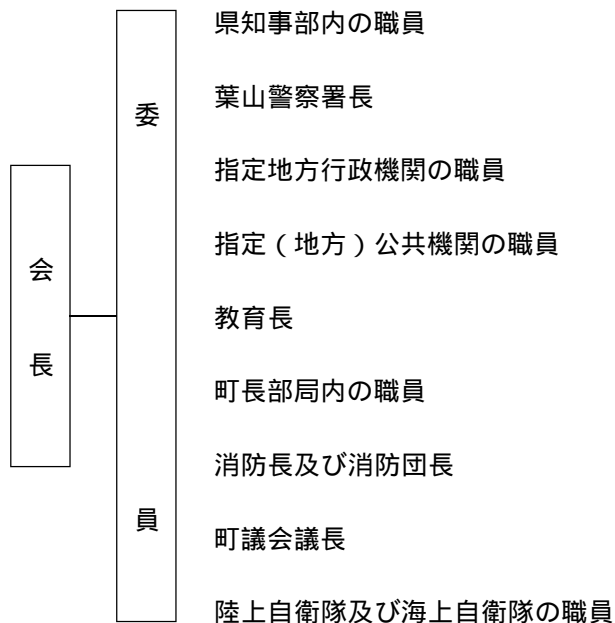 会長
委員
県知事部内の職員
葉山警察署長
指定地方行政機関の職員
指定（地方）公共機関の職員
教育長
町長部局内の職員
消防長及び消防団長
町議会議長
陸上自衛隊及び海上自衛隊の職員